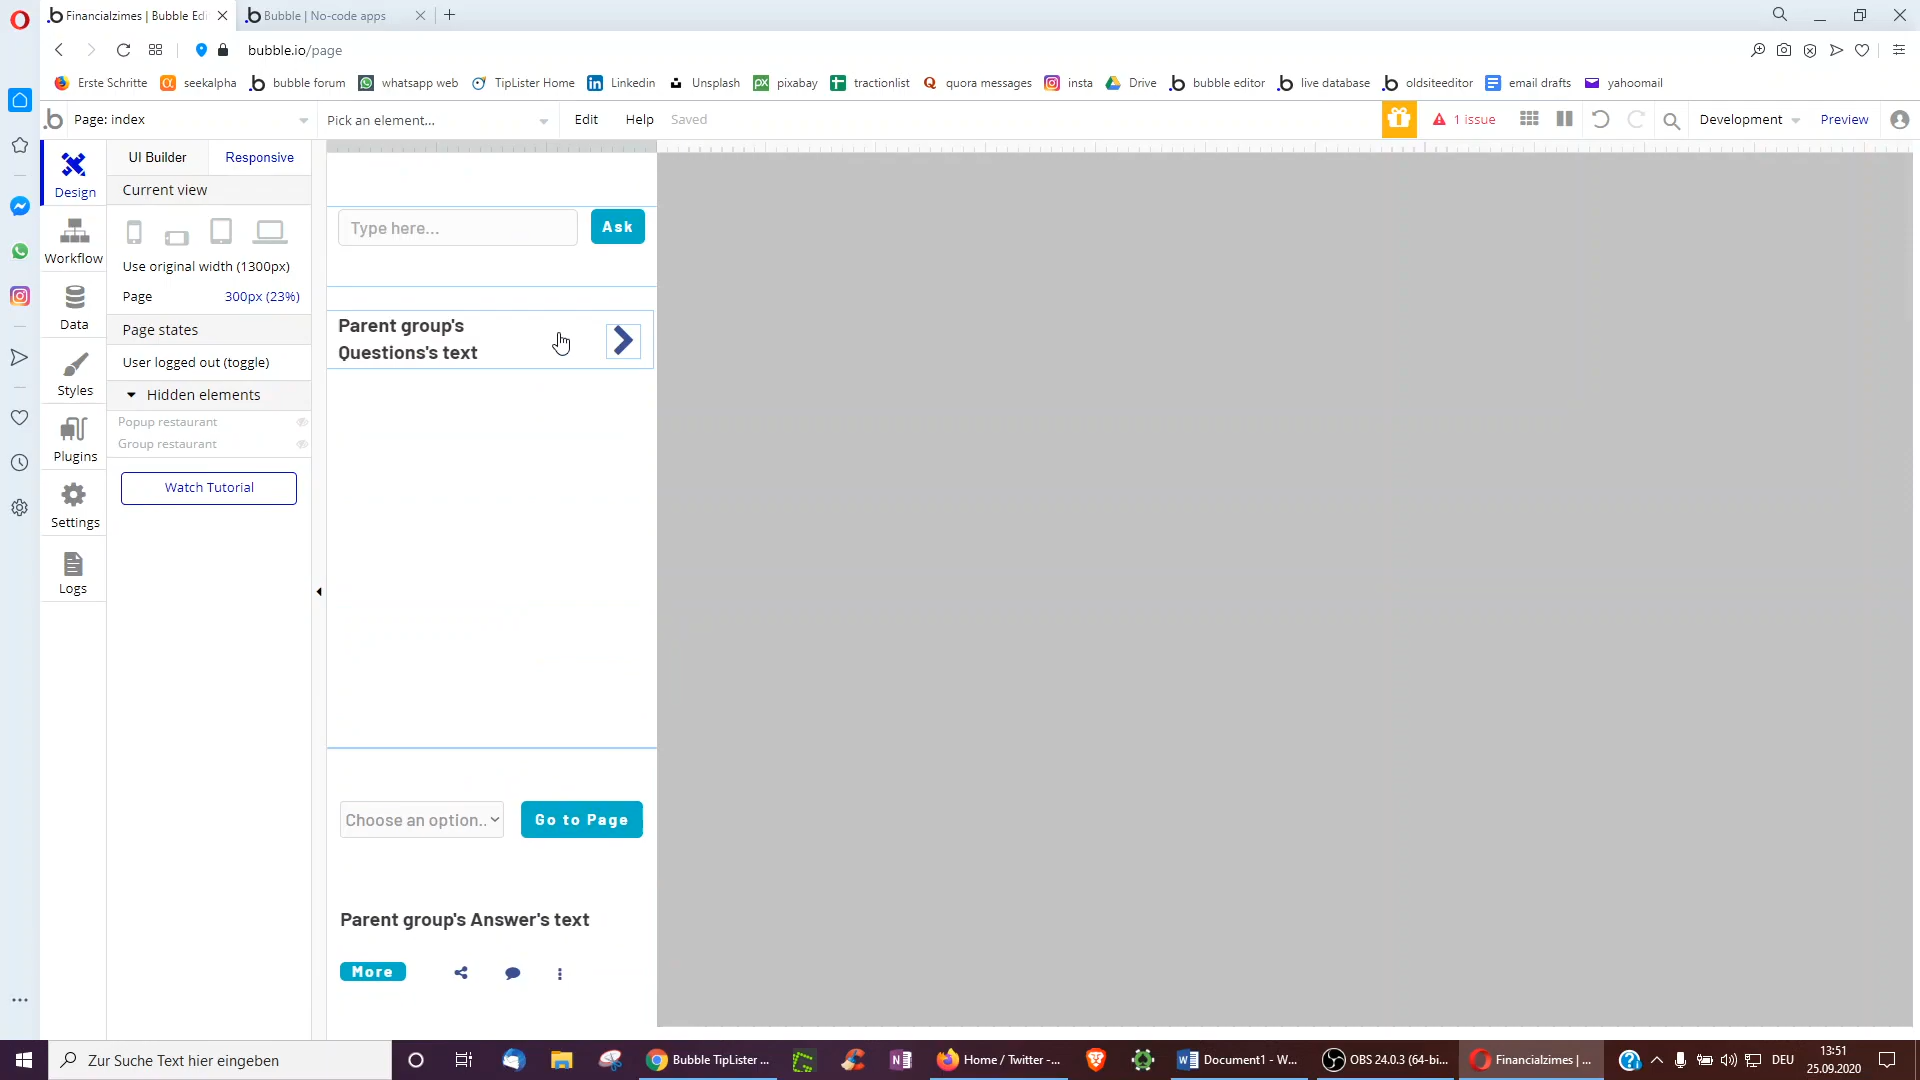 Financialzimes | Bubble Edi
Bubble | No-code apps
bubble.io/page
Erste Schritte
seekalpha
bubble forum
whatsapp web
TipLister Home
Linkedin
Unsplash
pixabay
tractionlist
quora messages
insta
Drive
bubble editor
live database
oldsiteeditor
email drafts
yahoomail
Page: index
Pick an element...
Edit
Help
Saved
1 issue
Development
Preview
Design
Workflow
Data
Styles
Plugins
Settings
Logs
UI Builder
Responsive
Current view
Use original width (1300px)
Page
300px (23%)
Page states
User logged out (toggle)
Hidden elements
Popup restaurant
Group restaurant
Watch Tutorial
Type here...
Ask
Parent group's
Questions's text
Choose an option..
Go to Page
Parent group's Answer's text
More
Zur Suche Text hier eingeben
Bubble TipLister ...
Home / Twitter -...
Document1 - W...
OBS 24.0.3 (64-bi...
Financialzimes | ...
DEU
13:51
25.09.2020